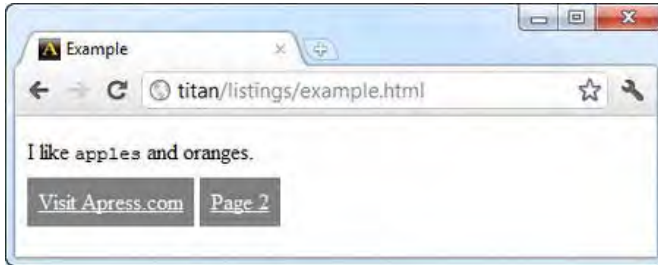 Example
titan/listings/example.html
I like apples and oranges.
Visit Apress.com Page 2